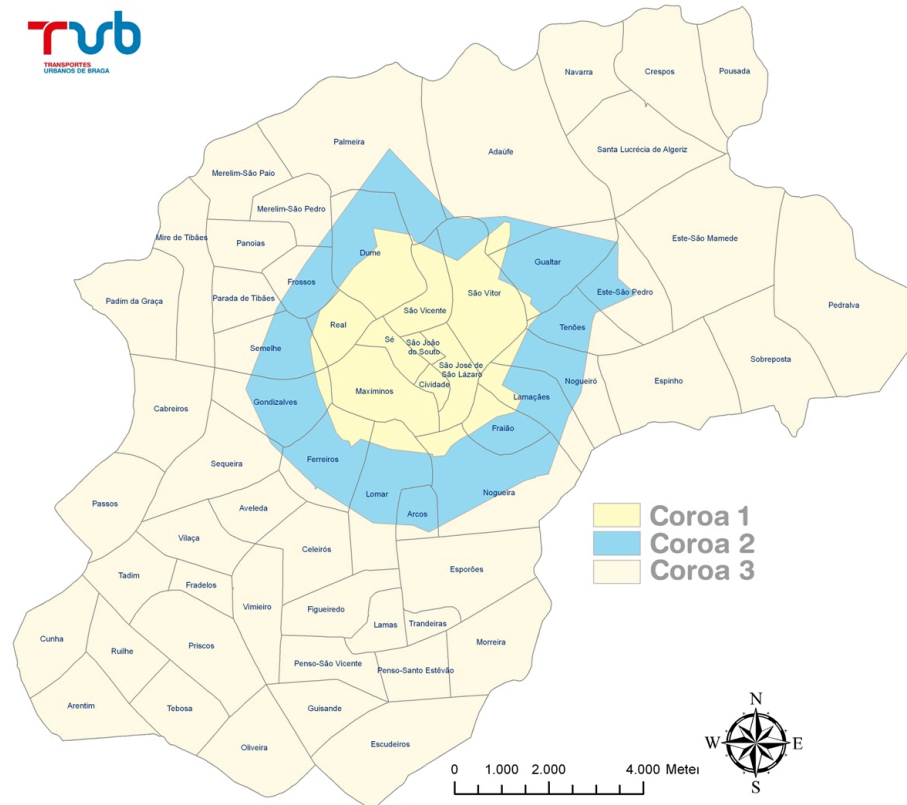 TUB
TRANSPORTES
URBANOS DE BRAGA
Navarra
Crespos
Pousada
Palmeira
Adaúfe
Santa Lucrécia de Algeriz
Merelim-São Paio
Merelim-São Pedro
Mire de Tibães
Panoias
Dume
Este-São Mamede
Gualtar
Frossos
Padim da Graça
Parada de Tibães
São Vitor
Este-São Pedro
Pedralva
São Vicente
Real
Tenões
Sé
São João
do Souto
Semelhe
Sobreposta
São José de
São Lázaro
Nogueiró
Espinho
Cividade
Maximinos
Lamaçães
Gondizalves
Cabreiros
Fraião
Ferreiros
Sequeira
Lomar
Nogueira
Passos
Aveleda
Arcos
Coroa 1
Coroa 2
Coroa 3
Vilaça
Celeirós
Esporões
Tadim
Fradelos
Vimieiro
Figueiredo
Lamas
Trandeiras
Cunha
Ruilhe
Priscos
Morreira
Penso-São Vicente
Penso-Santo Estêvão
Arentim
Tebosa
Guisande
Oliveira
Escudeiros
N
W
E
S
0 1.000 2.000 4.000 Meter